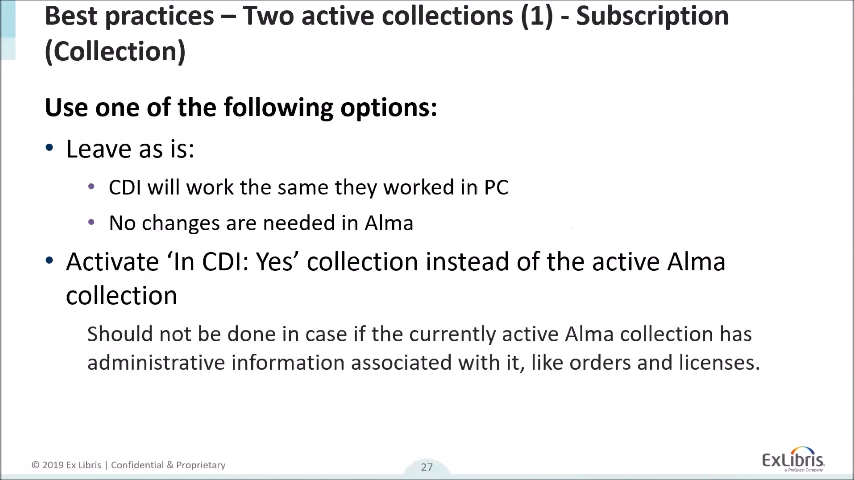 Best practices – Two active collections (1) - Subscription
(Collection)
Use one of the following options:
• Leave as is:
• CDI will work the same they worked in PC
• No changes are needed in Alma
• Activate ‘In CDI: Yes’ collection instead of the active Alma
collection
Should not be done in case if the currently active Alma collection has
administrative information associated with it, like orders and licenses.
© 2019 Ex Libris | Confidential & Proprietary
27
ExLibris
a ProQuest Company